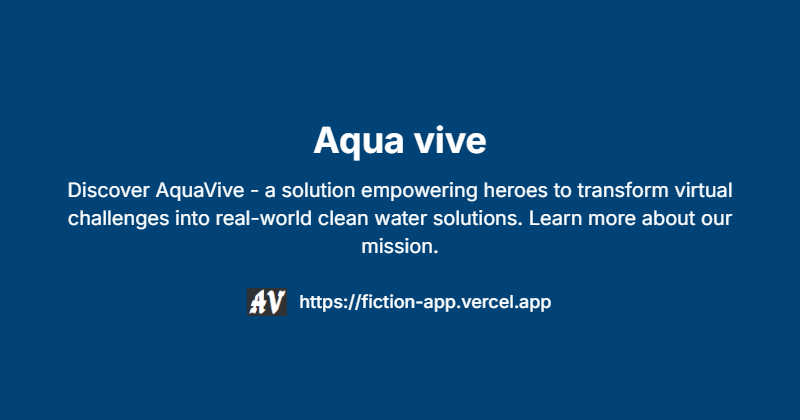 Aqua vive
Discover AquaVive - a solution empowering heroes to transform virtual
challenges into real-world clean water solutions. Learn more about our
mission.
AV https://fiction-app.vercel.app